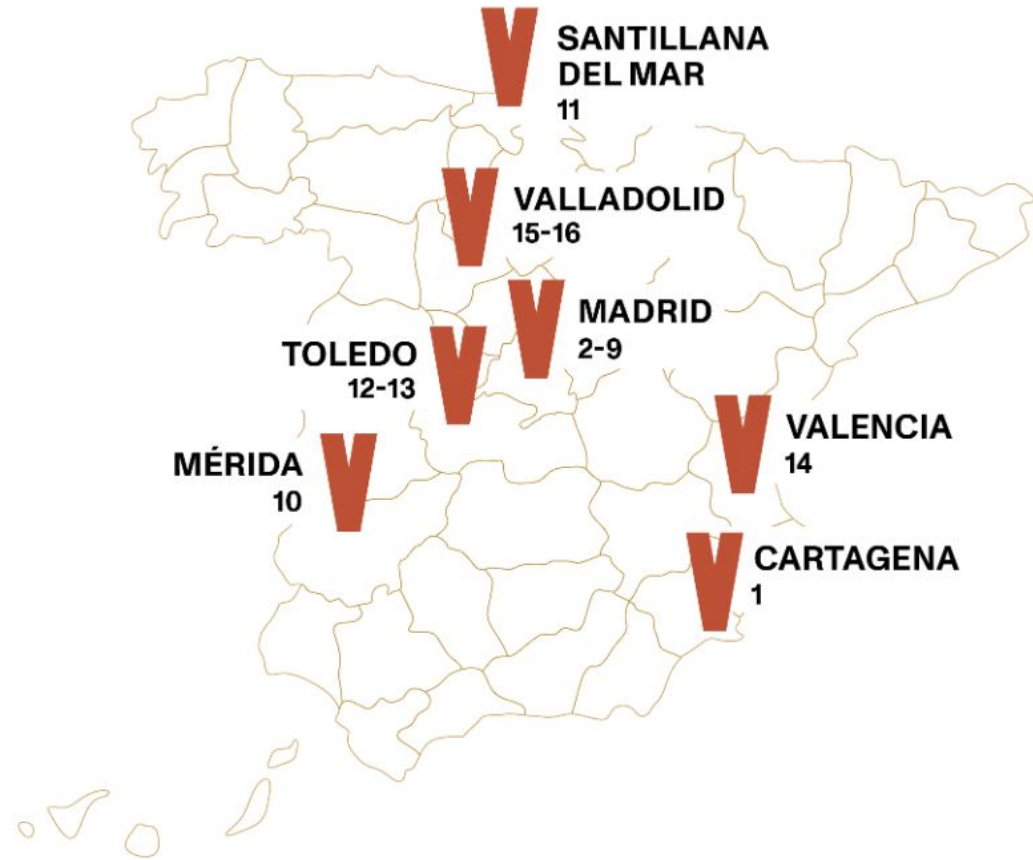 SANTILLANA
DEL MAR
11
VALLADOLID
15-16
MADRID
2-9
TOLEDO
12-13
VALENCIA
14
MÉRIDA
10
CARTAGENA
1